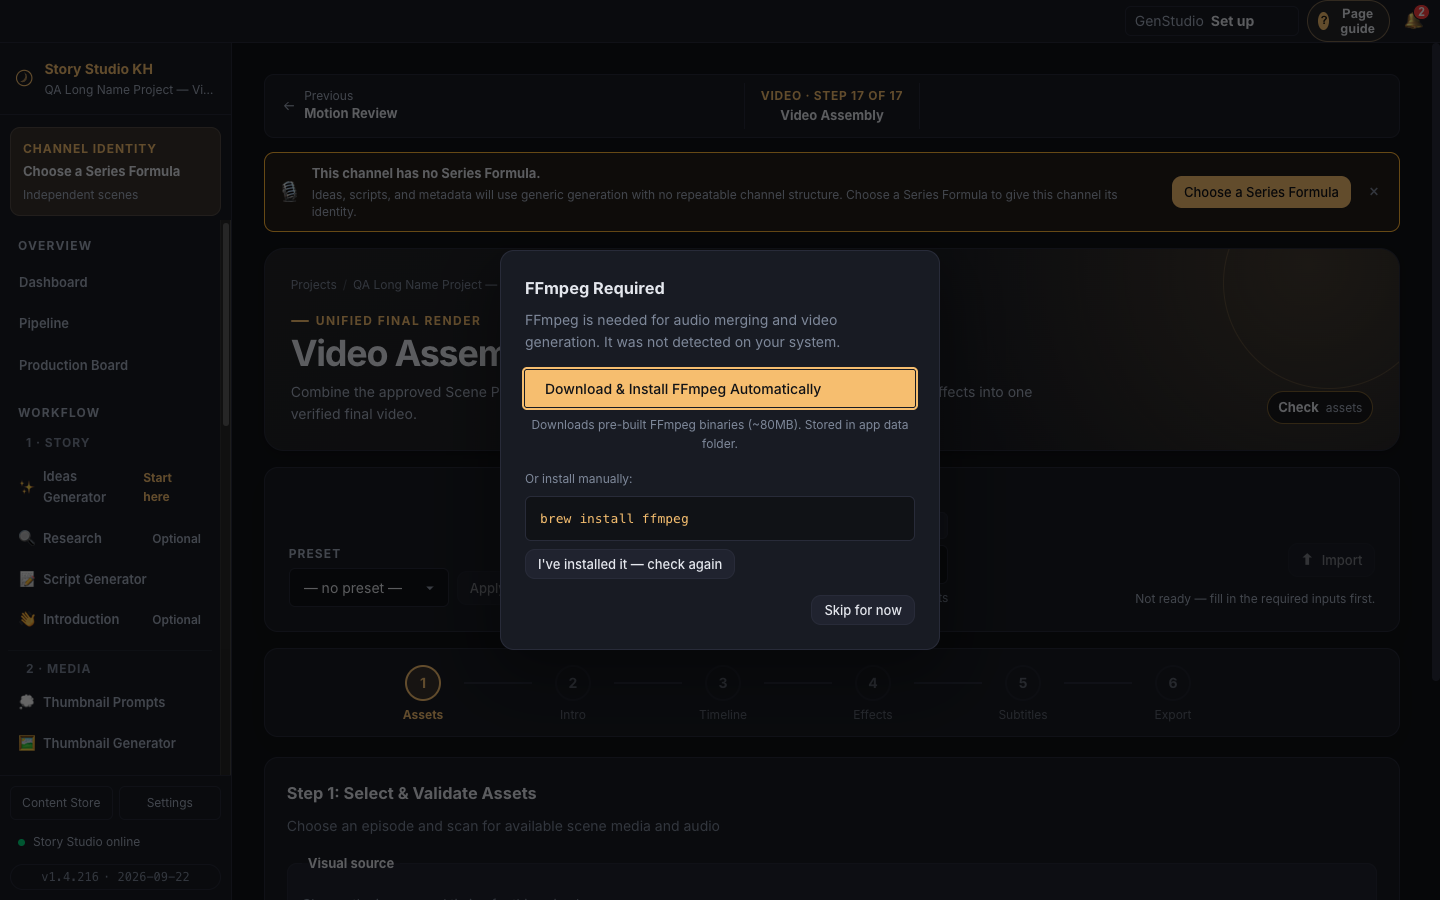 GenStudio Set up
Page guide
2
Story Studio KH
QA Long Name Project — Vi...
CHANNEL IDENTITY
Choose a Series Formula
Independent scenes
OVERVIEW
Dashboard
Pipeline
Production Board
WORKFLOW
1 · STORY
Ideas Generator
Start here
Research
Optional
Script Generator
Introduction
Optional
2 · MEDIA
Thumbnail Prompts
Thumbnail Generator
Content Store
Settings
Story Studio online
v1.4.216 · 2026-09-22
← Previous
Motion Review
VIDEO · STEP 17 OF 17
Video Assembly
This channel has no Series Formula.
Ideas, scripts, and metadata will use generic generation with no repeatable channel structure. Choose a Series Formula to give this channel its
identity.
Choose a Series Formula
×
Projects / QA Long Name Project —
UNIFIED FINAL RENDER
Video Assem
Combine the approved Scene P
ffects into one
verified final video.
Check assets
FFmpeg Required
FFmpeg is needed for audio merging and video
generation. It was not detected on your system.
Download & Install FFmpeg Automatically
Downloads pre-built FFmpeg binaries (~80MB). Stored in app data
folder.
Or install manually:
brew install ffmpeg
I've installed it — check again
Skip for now
PRESET
— no preset —
Apply
Import
Not ready — fill in the required inputs first.
1
2
3
4
5
6
Assets
Intro
Timeline
Effects
Subtitles
Export
Step 1: Select & Validate Assets
Choose an episode and scan for available scene media and audio
Visual source